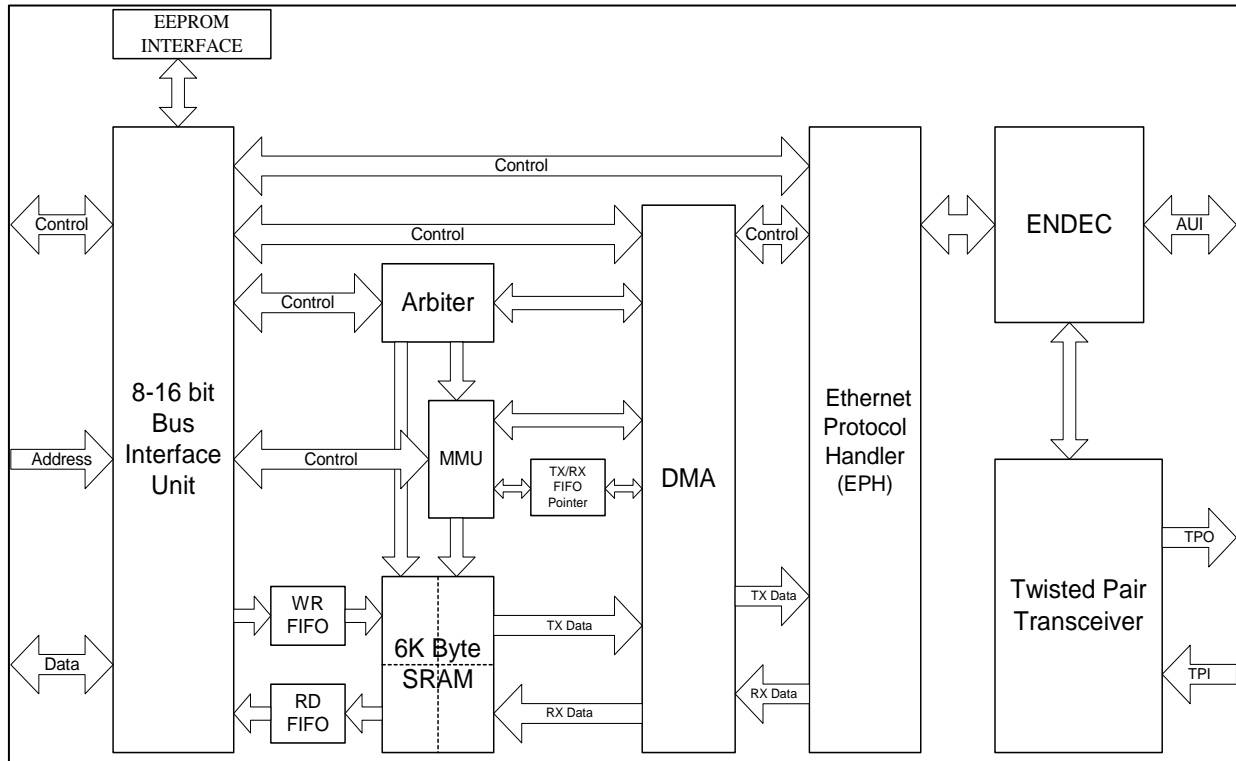 EEPROM
INTERFACE
Control
Control
Control
Control
Control
Control
Address
Data
8-16 bit
Bus
Interface
Unit
Arbiter
MMU
TX/RX
FIFO
Pointer
WR
FIFO
RD
FIFO
6K Byte
SRAM
TX Data
RX Data
DMA
TX Data
RX Data
Ethernet
Protocol
Handler
(EPH)
ENDEC
AUI
Twisted Pair
Transceiver
TPO
TPI